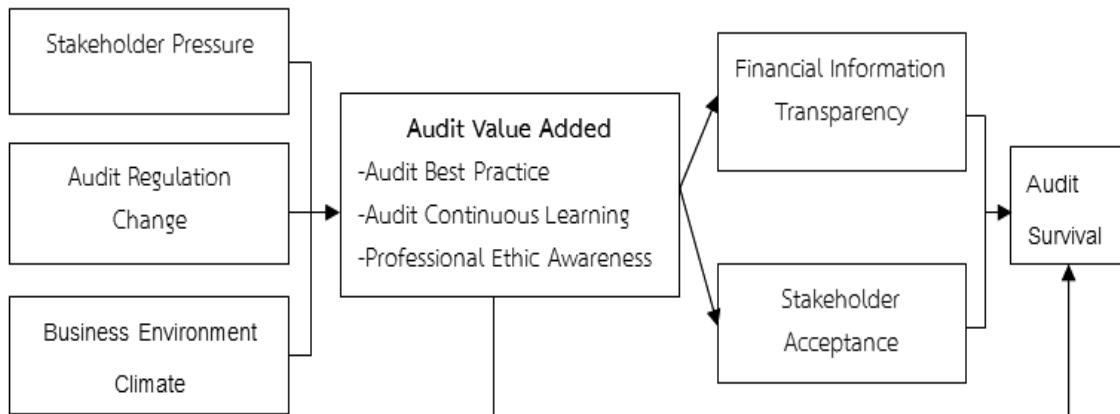 Stakeholder Pressure
Audit Regulation
Change
Business Environment
Climate
Audit Value Added
-Audit Best Practice
-Audit Continuous Learning
-Professional Ethic Awareness
Financial Information
Transparency
Stakeholder
Acceptance
Audit
Survival